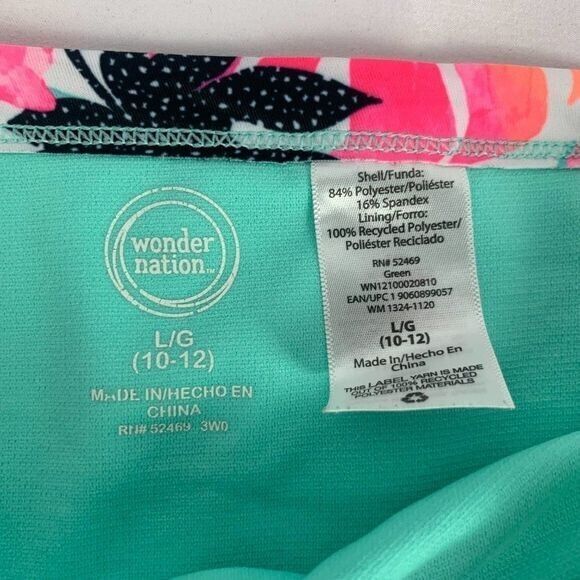 wonder
nation™
L/G
(10-12)
MADE IN/HECHO EN
CHINA
RN# 52469 3W0
Shell/Funda:
84% Polyester/Poliéster
16% Spandex
Lining/Forro:
100% Recycled Polyester/
Poliéster Reciclado
RN# 52469
Green
WN12100020810
EAN/UPC 1 9060899057
WM 1324-1120
L/G
(10-12)
Made in/Hecho En
China
THIS LABEL YARN IS MADE
OUT OF 100% RECYCLED
POLYESTER MATERIALS